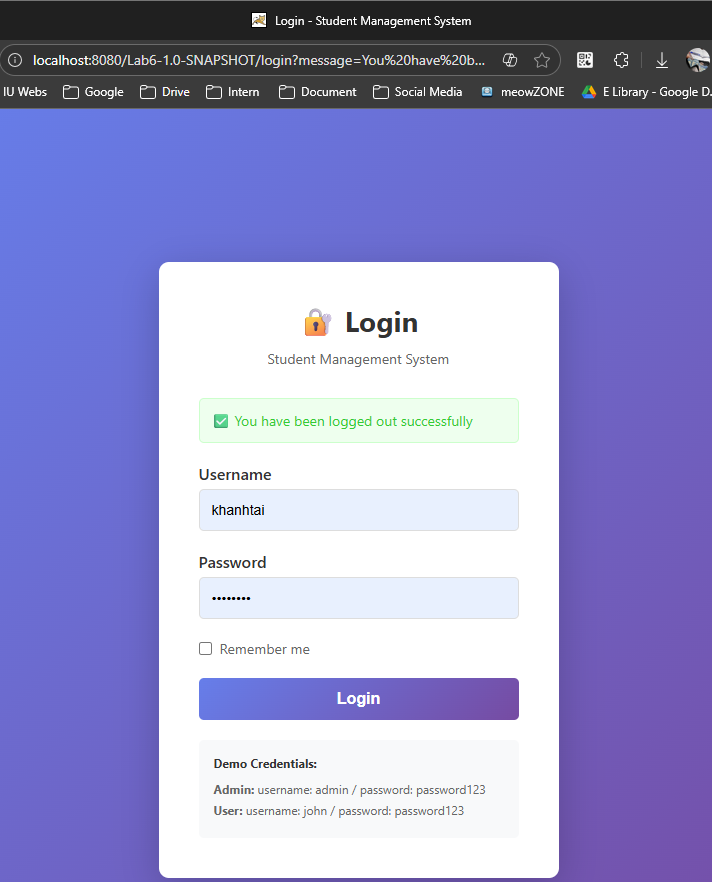 Login - Student Management System
localhost:8080/Lab6-1.0-SNAPSHOT/login?message=You%20have%20b...
IU Webs Google Drive Intern Document Social Media meowZONE E Library - Google D...
Login
Student Management System
You have been logged out successfully
Username
khanhtai
Password
••••••••
Remember me
Login
Demo Credentials:
Admin: username: admin / password: password123
User: username: john / password: password123